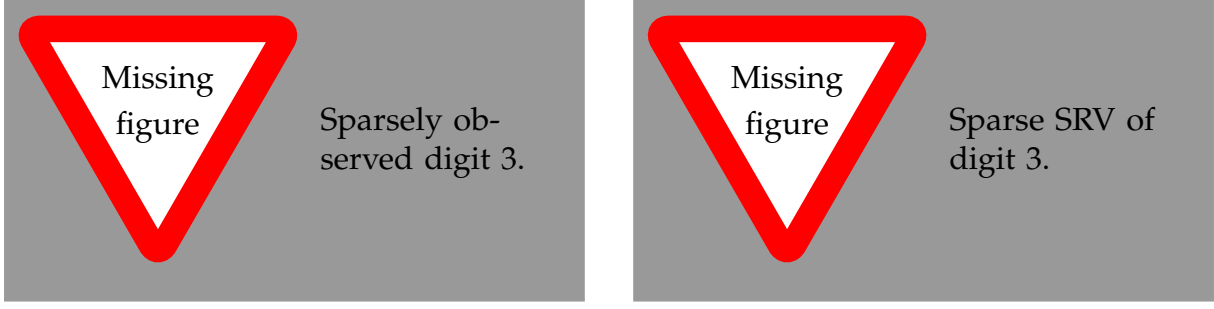 Missing
figure
Sparsely ob-
served digit 3.
Missing
figure
Sparse SRV of
digit 3.